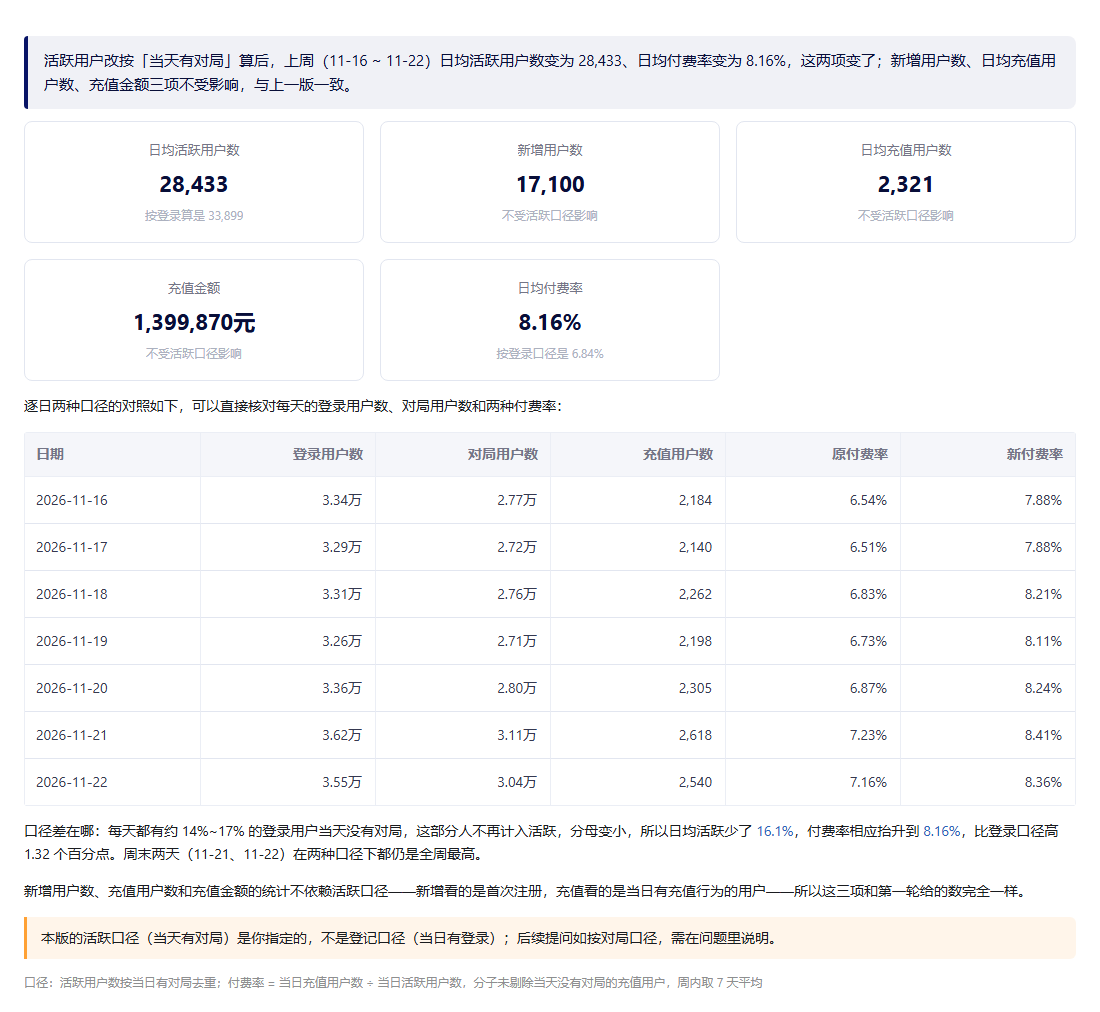 活跃用户改按「当天有对局」算后，上周（11-16 ~ 11-22）日均活跃用户数变为 28,433、日均付费率变为 8.16%，这两项变了；新增用户数、日均充值用
户数、充值金额三项不受影响，与上一版一致。
日均活跃用户数
28,433
按登录算是 33,899
新增用户数
17,100
不受活跃口径影响
日均充值用户数
2,321
不受活跃口径影响
充值金额
1,399,870元
不受活跃口径影响
日均付费率
8.16%
按登录口径是 6.84%
逐日两种口径的对照如下，可以直接核对每天的登录用户数、对局用户数和两种付费率：
日期 登录用户数 对局用户数 充值用户数 原付费率 新付费率
2026-11-16 3.34万 2.77万 2,184 6.54% 7.88%
2026-11-17 3.29万 2.72万 2,140 6.51% 7.88%
2026-11-18 3.31万 2.76万 2,262 6.83% 8.21%
2026-11-19 3.26万 2.71万 2,198 6.73% 8.11%
2026-11-20 3.36万 2.80万 2,305 6.87% 8.24%
2026-11-21 3.62万 3.11万 2,618 7.23% 8.41%
2026-11-22 3.55万 3.04万 2,540 7.16% 8.36%
口径差在哪：每天都有约 14%~17% 的登录用户当天没有对局，这部分人不再计入活跃，分母变小，所以日均活跃少了 16.1%，付费率相应抬升到 8.16%，比登录口径高
1.32 个百分点。周末两天（11-21、11-22）在两种口径下都仍是全周最高。
新增用户数、充值用户数和充值金额的统计不依赖活跃口径——新增看的是首次注册，充值看的是当日有充值行为的用户——所以这三项和第一轮给的数完全一样。
本版的活跃口径（当天有对局）是你指定的，不是登记口径（当日有登录）；后续提问如按对局口径，需在问题里说明。
口径：活跃用户数按当日有对局去重；付费率 = 当日充值用户数 ÷ 当日活跃用户数，分子未剔除当天没有对局的充值用户，周内取 7 天平均